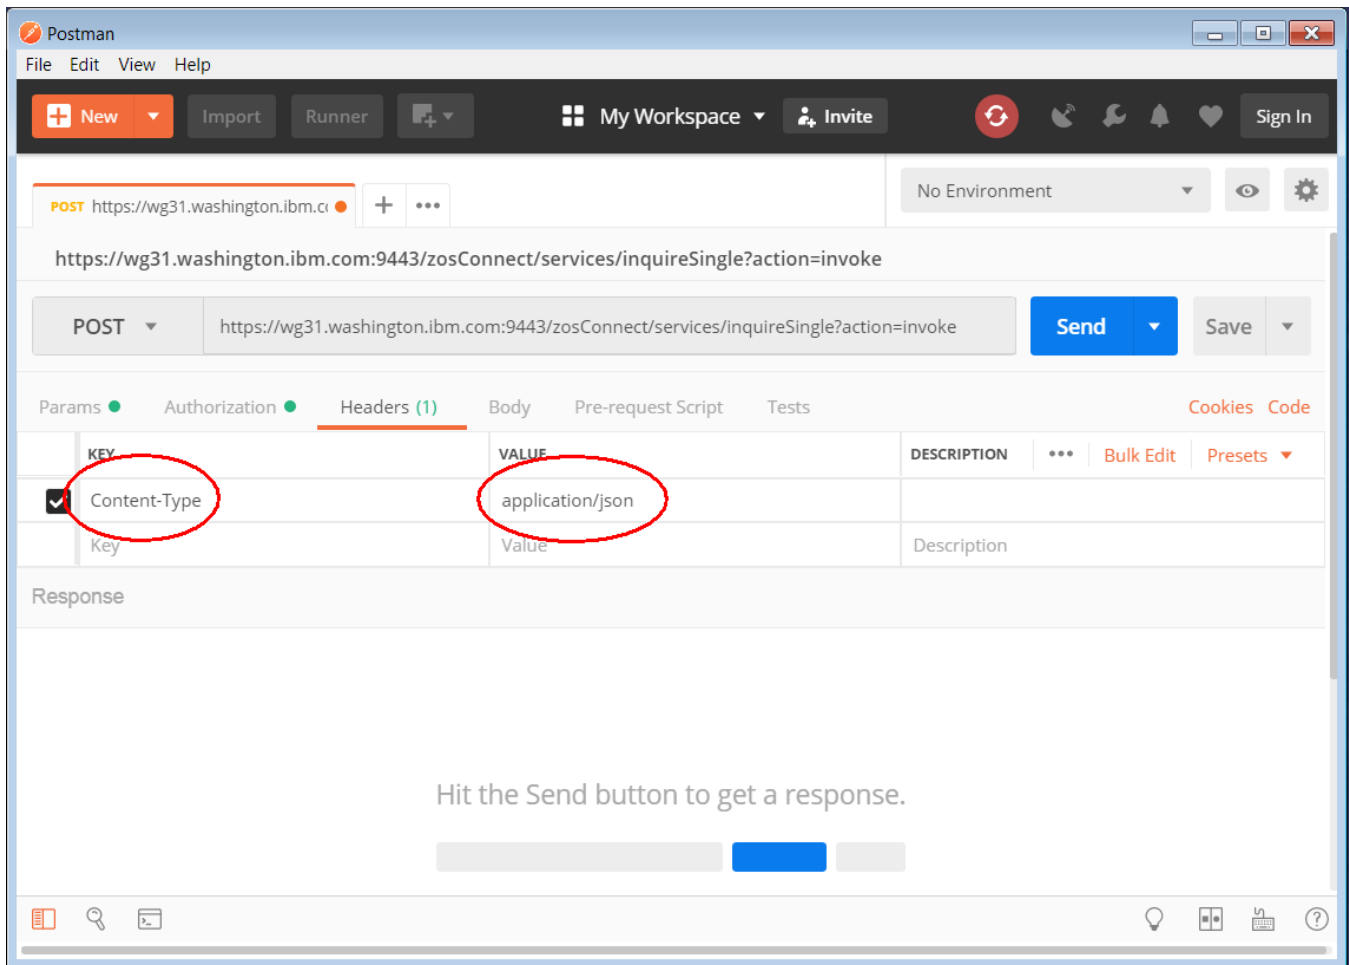 Postman
File Edit View Help
New Import Runner My Workspace Invite Sign In
POST https://wg31.washington.ibm.c No Environment
https://wg31.washington.ibm.com:9443/zosConnect/services/inquireSingle?action=invoke
POST https://wg31.washington.ibm.com:9443/zosConnect/services/inquireSingle?action=invoke Send Save
Params Authorization Headers (1) Body Pre-request Script Tests Cookies Code
KEY VALUE DESCRIPTION Bulk Edit Presets
Content-Type application/json
Key Value Description
Response
Hit the Send button to get a response.